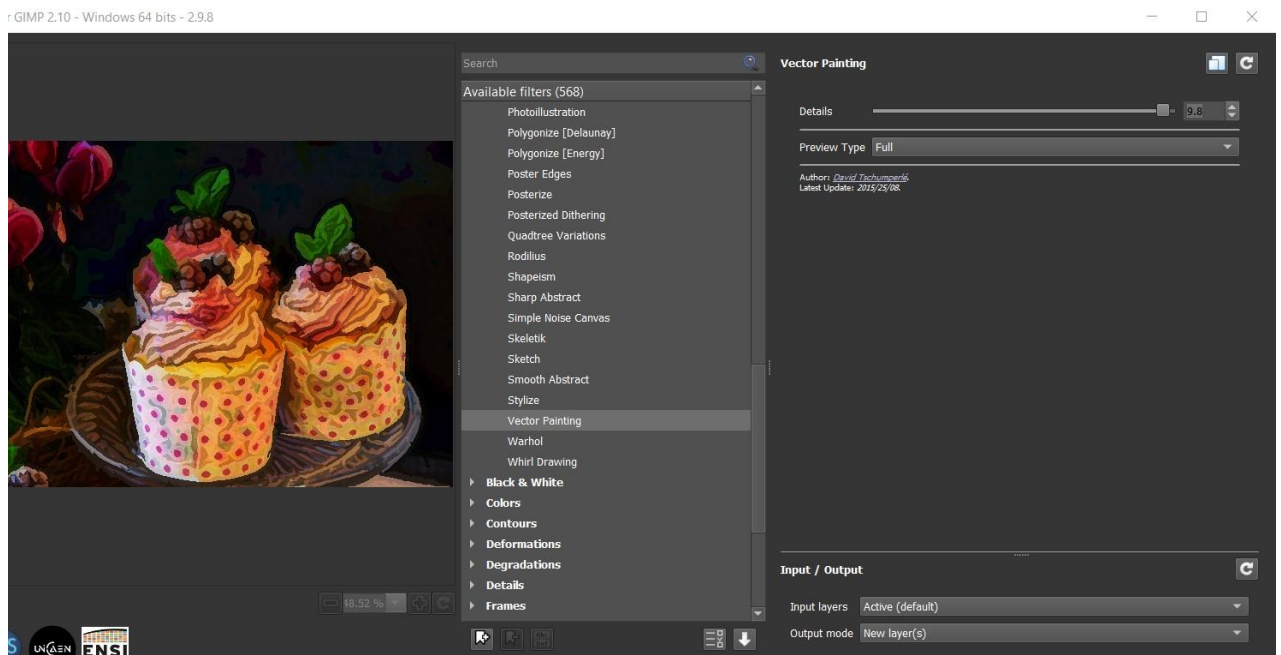 GIMP 2.10 - Windows 64 bits - 2.9.8
Search
Available filters (568)
Photoillustration
Polygonize [Delaunay]
Polygonize [Energy]
Poster Edges
Posterize
Posterized Dithering
Quadtree Variations
Rodilius
Shapeism
Sharp Abstract
Simple Noise Canvas
Skeletik
Sketch
Smooth Abstract
Stylize
Vector Painting
Warhol
Whirl Drawing
Black & White
Colors
Contours
Deformations
Degradations
Details
Frames
Vector Painting
Details 9.8
Preview Type Full
Author: David Tschumperlé.
Latest Update: 2015/25/08.
Input / Output
Input layers Active (default)
Output mode New layer(s)
8.52 %
UNICAEN
ENSI